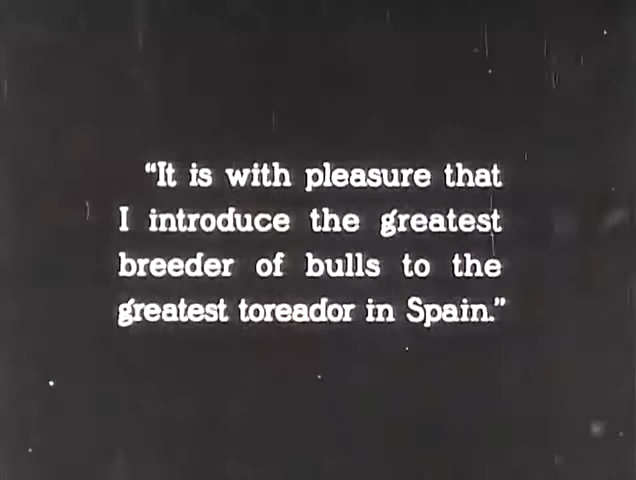 “It is with pleasure that
I introduce the greatest
breeder of bulls to the
greatest toreador in Spain.”